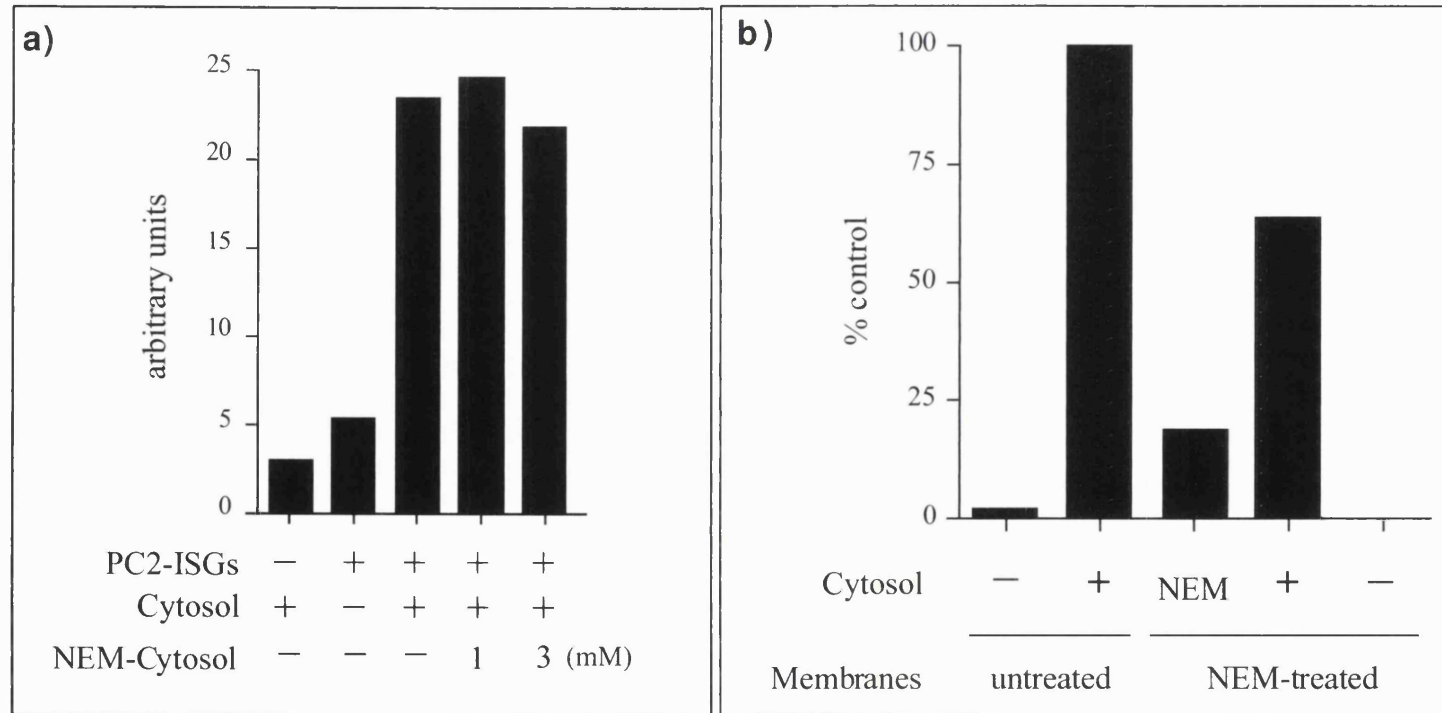 a)
25
20
15
10
5
0
arbitrary units
PC2-ISGs – + + + +
Cytosol + – + + +
NEM-Cytosol – – – 1 3 (mM)
b)
100
75
50
25
0
% control
Cytosol – + NEM + –
Membranes untreated NEM-treated